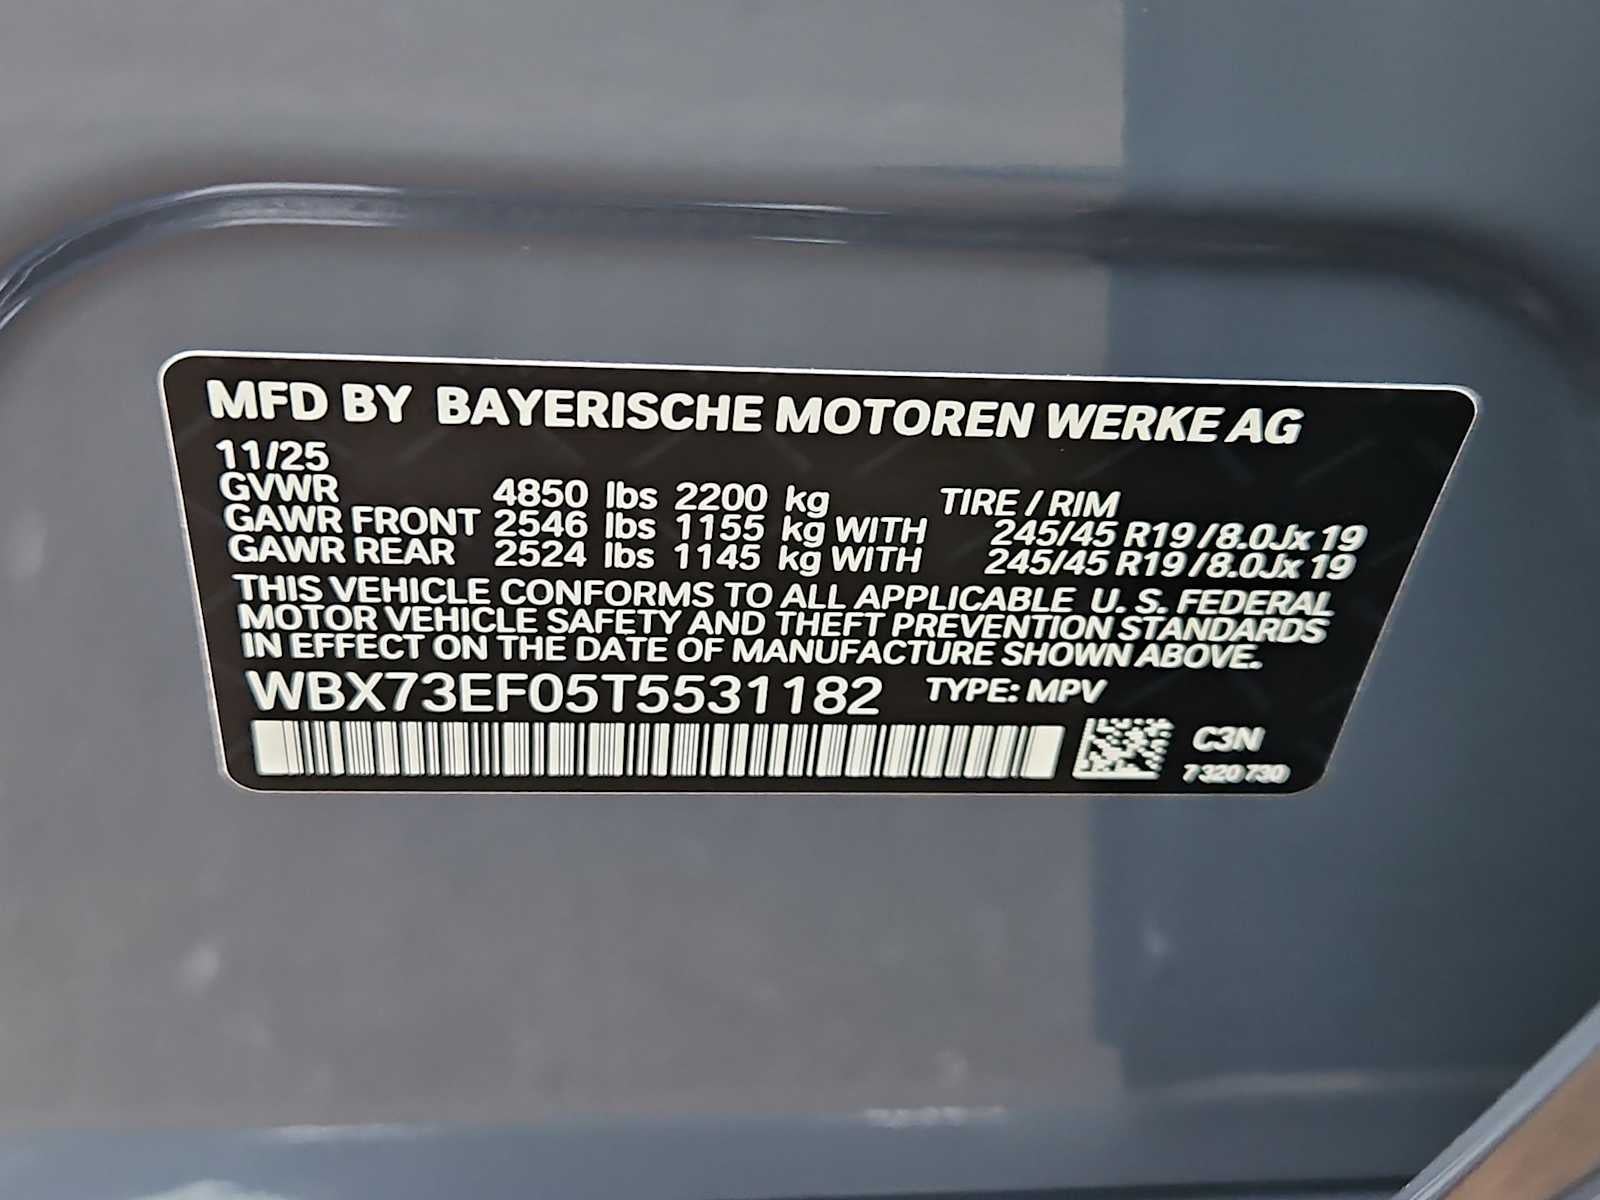 MFD BY BAYERISCHE MOTOREN WERKE AG
11/25
GVWR 4850 lbs 2200 kg TIRE / RIM
GAWR FRONT 2546 lbs 1155 kg WITH 245/45 R19 /8.0Jx 19
GAWR REAR 2524 lbs 1145 kg WITH 245/45 R19 /8.0Jx 19
THIS VEHICLE CONFORMS TO ALL APPLICABLE U. S. FEDERAL
MOTOR VEHICLE SAFETY AND THEFT PREVENTION STANDARDS
IN EFFECT ON THE DATE OF MANUFACTURE SHOWN ABOVE.
WBX73EF05T5531182 TYPE: MPV
C3N
7 320 730